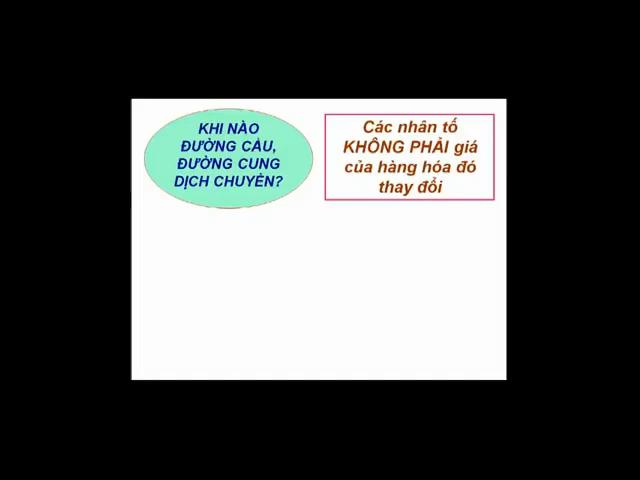 KHI NÀO
ĐƯỜNG CẦU,
ĐƯỜNG CUNG
DỊCH CHUYỂN?
Các nhân tố
KHÔNG PHẢI giá
của hàng hóa đó
thay đổi